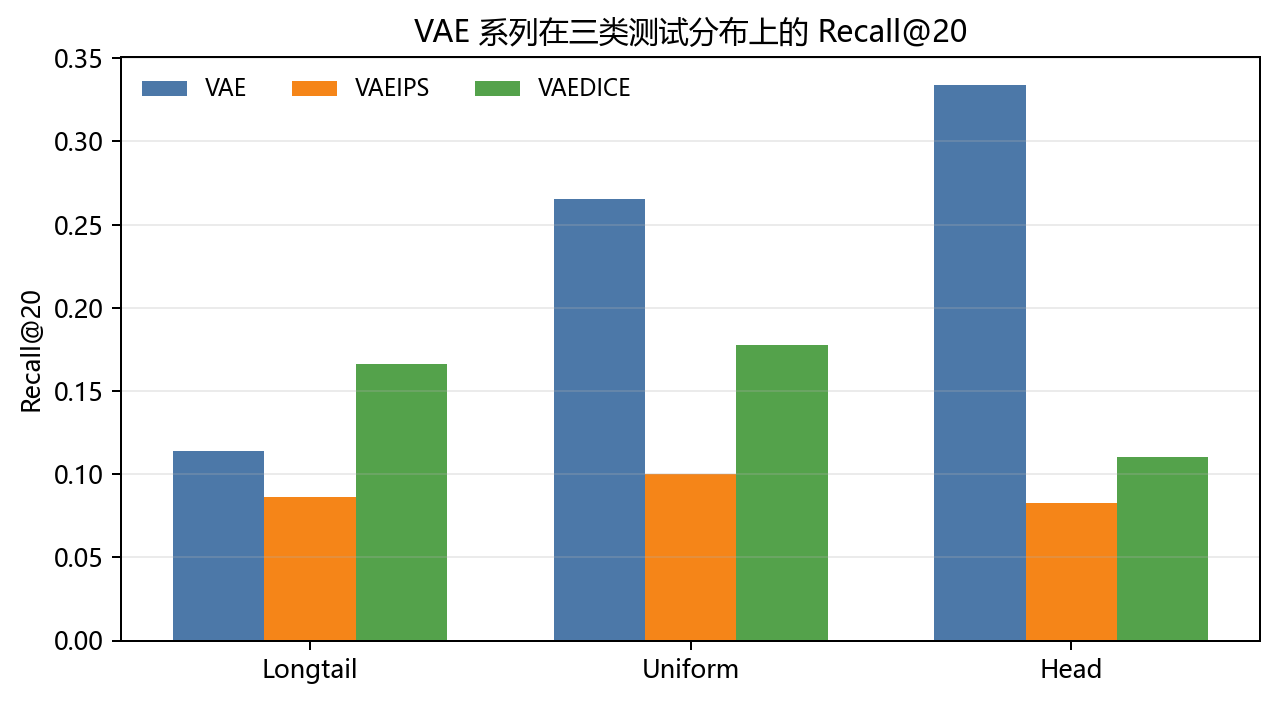 VAE 系列在三类测试分布上的 Recall@20
VAE VAEIPS VAEDICE
Recall@20
0.35
0.30
0.25
0.20
0.15
0.10
0.05
0.00
Longtail Uniform Head